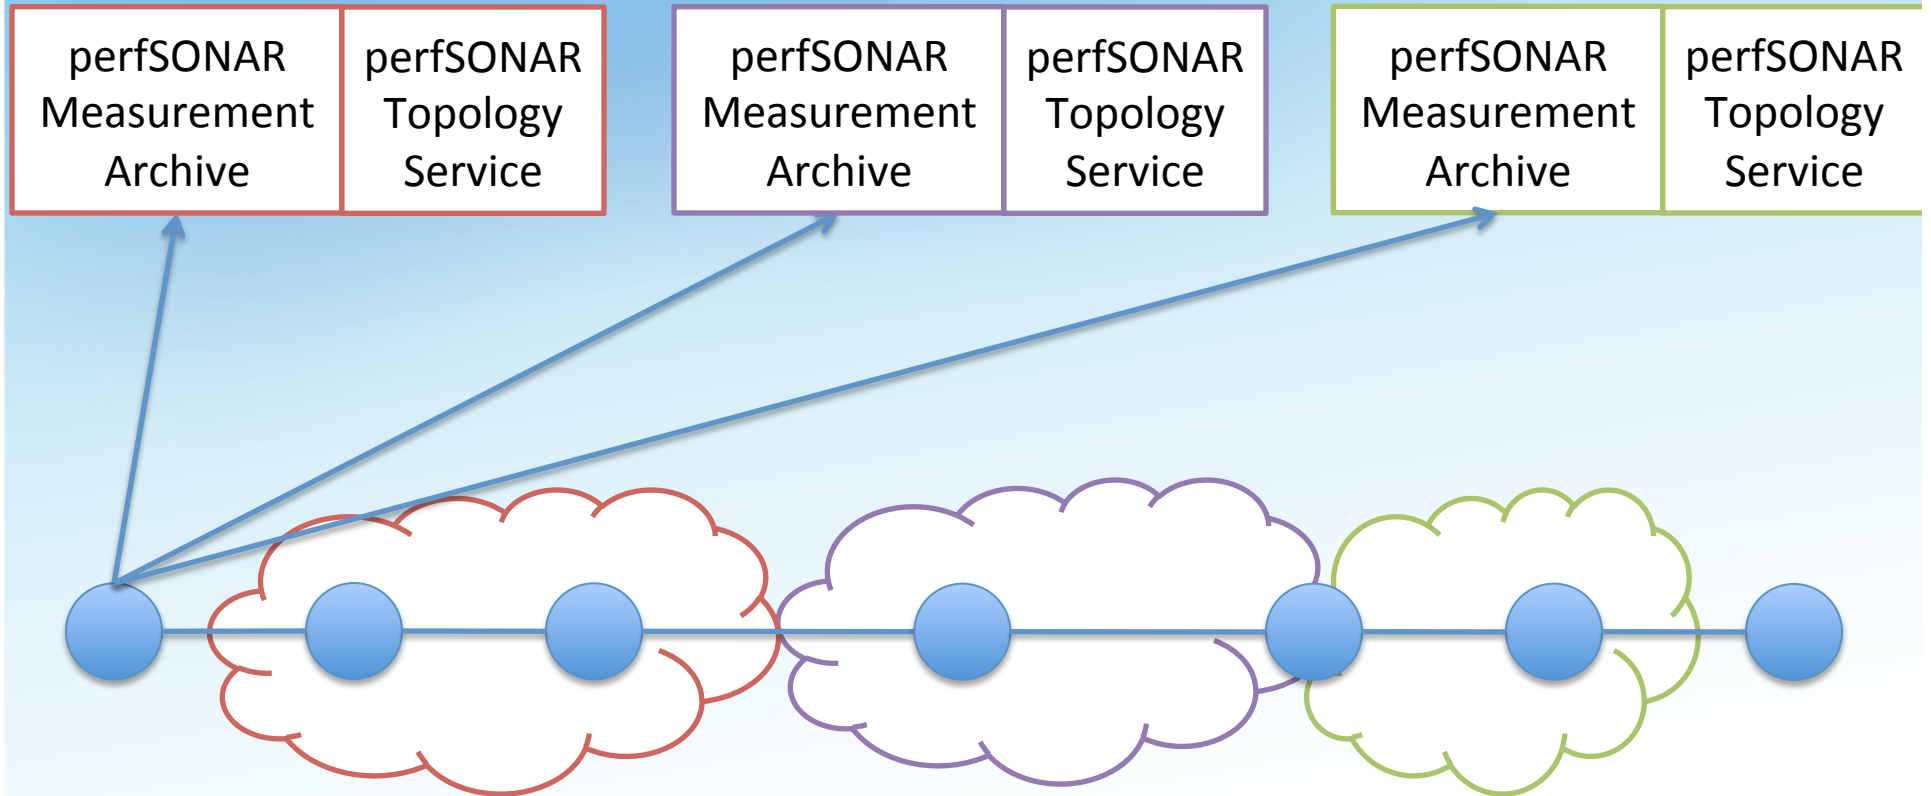 perfSONAR
Measurement
Archive
perfSONAR
Topology
Service
perfSONAR
Measurement
Archive
perfSONAR
Topology
Service
perfSONAR
Measurement
Archive
perfSONAR
Topology
Service